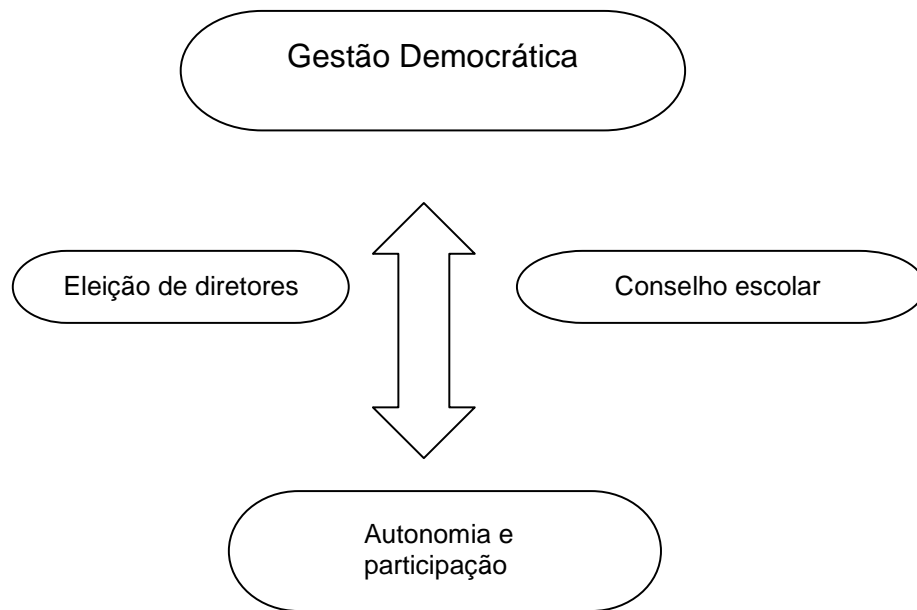 Gestão Democrática
Eleição de diretores
Conselho escolar
Autonomia e
participação